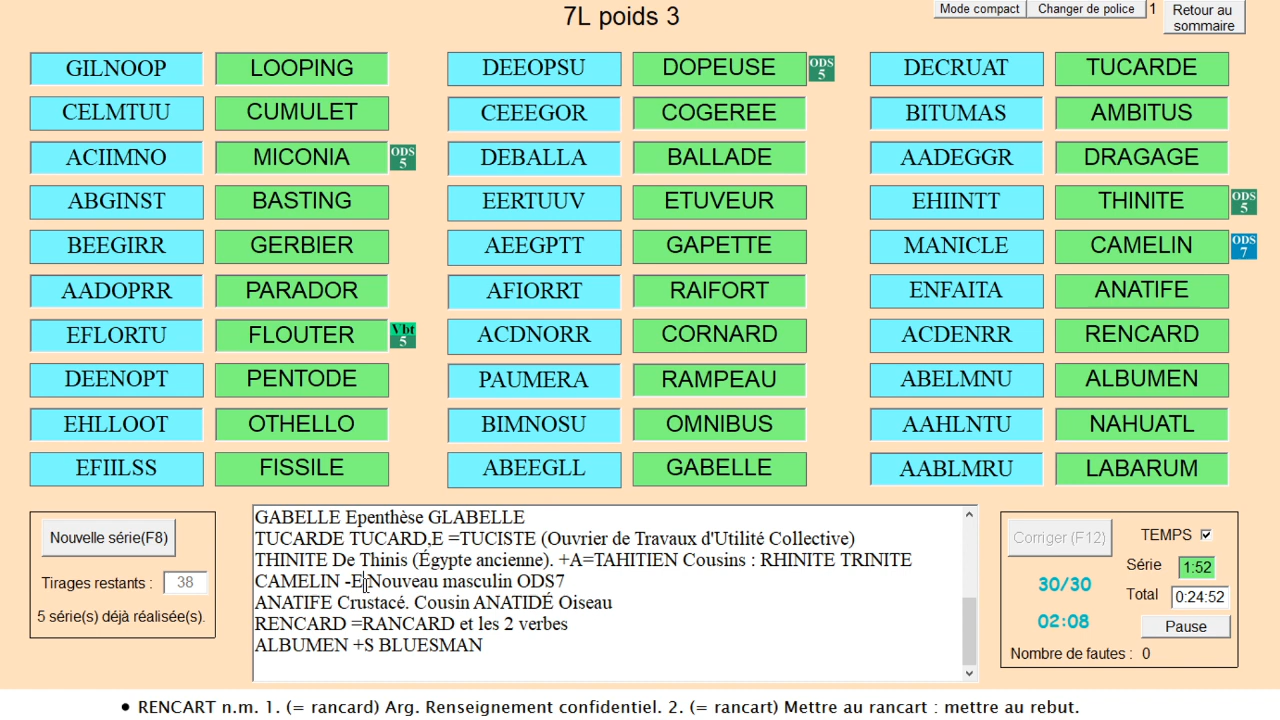 7L poids 3
Mode compact Changer de police 1 Retour au sommaire
GILNOOP LOOPING DEEOPSU DOPEUSE ODS 5 DECRUAT TUCARDE
CELMTUU CUMULET CEEEGOR COGEREE BITUMAS AMBITUS
ACIIMNO MICONIA ODS 5 DEBALLA BALLADE AADEGGR DRAGAGE
ABGINST BASTING EERTUUV ETUVEUR EHIINTT THINITE ODS 5
BEEGIRR GERBIER AEEGPTT GAPETTE MANICLE CAMELIN ODS 7
AADOPRR PARADOR AFIORRT RAIFORT ENFAITA ANATIFE
EFLORTU FLOUTER Vbt 5 ACDNORR CORNARD ACDENRR RENCARD
DEENOPT PENTODE PAUMERA RAMPEAU ABELMNU ALBUMEN
EHLLOOT OTHELLO BIMNOSU OMNIBUS AAHLNTU NAHUATL
EFIILSS FISSILE ABEEGLL GABELLE AABLMRU LABARUM
Nouvelle série(F8)
Tirages restants : 38
5 série(s) déjà réalisée(s).
GABELLE Epenthèse GLABELLE
TUCARDE TUCARD,E =TUCISTE (Ouvrier de Travaux d'Utilité Collective)
THINITE De Thinis (Égypte ancienne). +A=TAHITIEN Cousins : RHINITE TRINITE
CAMELIN -E Nouveau masculin ODS7
ANATIFE Crustacé. Cousin ANATIDÉ Oiseau
RENCARD =RANCARD et les 2 verbes
ALBUMEN +S BLUESMAN
Corriger (F12) TEMPS
Série 1:52
30/30
Total 0:24:52
02:08 Pause
Nombre de fautes : 0
• RENCART n.m. 1. (= rancard) Arg. Renseignement confidentiel. 2. (= rancart) Mettre au rancart : mettre au rebut.